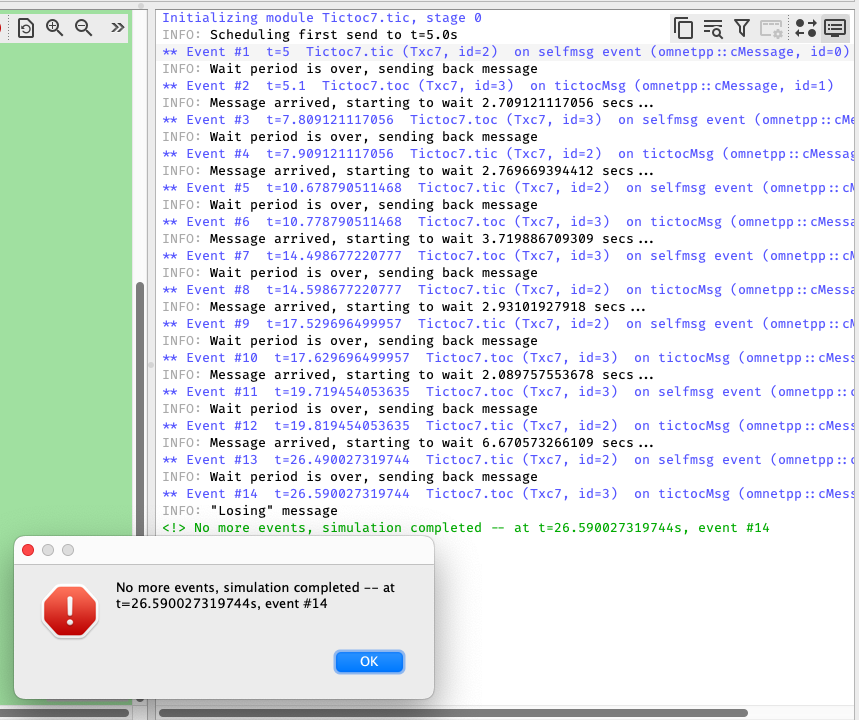 Initializing module Tictoc7.tic, stage 0
INFO: Scheduling first send to t=5.0s
** Event #1  t=5  Tictoc7.tic (Txc7, id=2)  on selfmsg event (omnetpp::cMessage, id=0)
INFO: Wait period is over, sending back message
** Event #2  t=5.1  Tictoc7.toc (Txc7, id=3)  on tictocMsg (omnetpp::cMessage, id=1)
INFO: Message arrived, starting to wait 2.709121117056 secs...
** Event #3  t=7.809121117056  Tictoc7.toc (Txc7, id=3)  on selfmsg event (omnetpp::cMe
INFO: Wait period is over, sending back message
** Event #4  t=7.909121117056  Tictoc7.tic (Txc7, id=2)  on tictocMsg (omnetpp::cMessag
INFO: Message arrived, starting to wait 2.769669394412 secs...
** Event #5  t=10.678790511468  Tictoc7.tic (Txc7, id=2)  on selfmsg event (omnetpp::c
INFO: Wait period is over, sending back message
** Event #6  t=10.778790511468  Tictoc7.toc (Txc7, id=3)  on tictocMsg (omnetpp::cMessa
INFO: Message arrived, starting to wait 3.719886709309 secs...
** Event #7  t=14.498677220777  Tictoc7.toc (Txc7, id=3)  on selfmsg event (omnetpp::c
INFO: Wait period is over, sending back message
** Event #8  t=14.598677220777  Tictoc7.tic (Txc7, id=2)  on tictocMsg (omnetpp::cMessa
INFO: Message arrived, starting to wait 2.93101927918 secs...
** Event #9  t=17.529696499957  Tictoc7.tic (Txc7, id=2)  on selfmsg event (omnetpp::c
INFO: Wait period is over, sending back message
** Event #10  t=17.629696499957  Tictoc7.toc (Txc7, id=3)  on tictocMsg (omnetpp::cMess
INFO: Message arrived, starting to wait 2.089757553678 secs...
** Event #11  t=19.719454053635  Tictoc7.toc (Txc7, id=3)  on selfmsg event (omnetpp::c
INFO: Wait period is over, sending back message
** Event #12  t=19.819454053635  Tictoc7.tic (Txc7, id=2)  on tictocMsg (omnetpp::cMess
INFO: Message arrived, starting to wait 6.670573266109 secs...
** Event #13  t=26.490027319744  Tictoc7.tic (Txc7, id=2)  on selfmsg event (omnetpp::c
INFO: Wait period is over, sending back message
** Event #14  t=26.590027319744  Tictoc7.toc (Txc7, id=3)  on tictocMsg (omnetpp::cMess
INFO: "Losing" message
<!> No more events, simulation completed -- at t=26.590027319744s, event #14
No more events, simulation completed -- at
t=26.590027319744s, event #14
OK